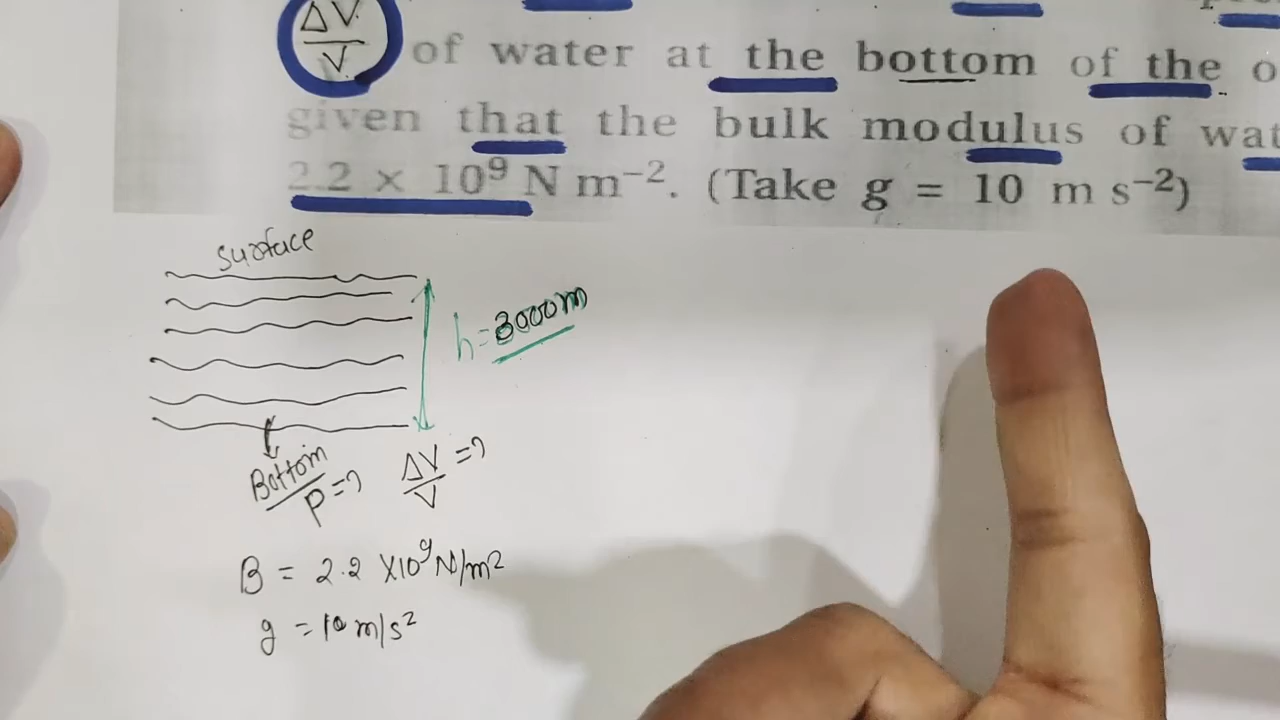 ΔV/V of water at the bottom of the o
given that the bulk modulus of wat
2.2 × 10⁹ N m⁻². (Take g = 10 m s⁻²)
surface
h=3000m
Bottom
P=? ΔV/V =?
B = 2.2 X10⁹ N/m²
g = 10 m/s²